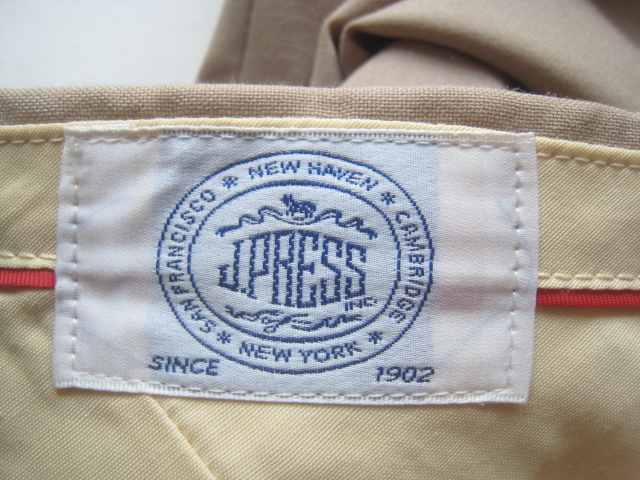 NEW HAVEN * CAMBRIDGE * NEW YORK * SAN FRANCISCO *
J.PRESS
INC.
SINCE 1902